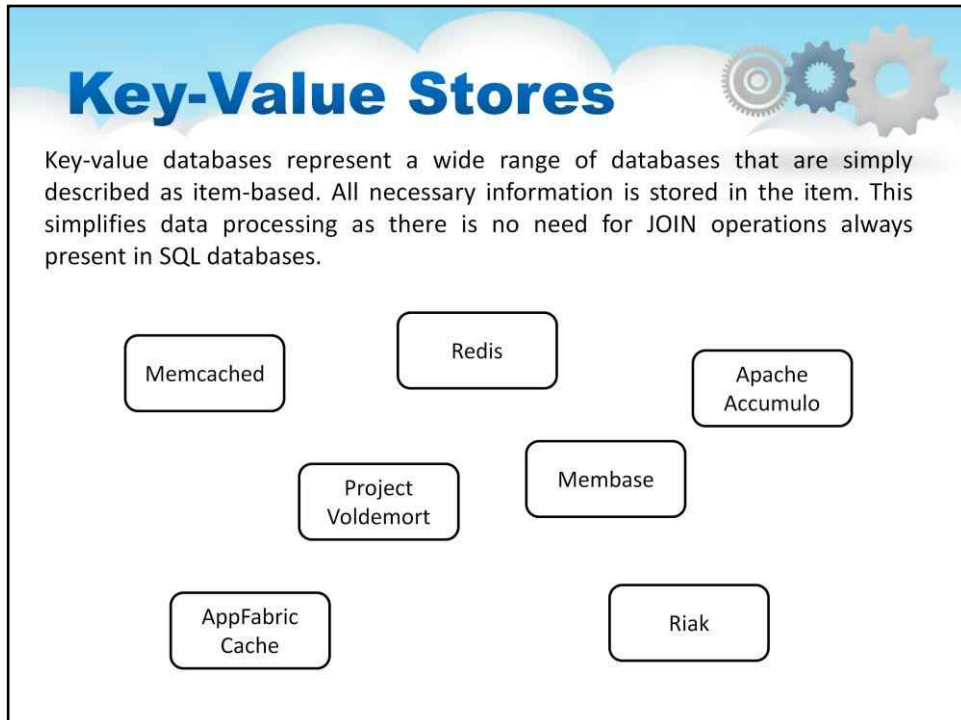 Key-Value Stores
Key-value databases represent a wide range of databases that are simply
described as item-based. All necessary information is stored in the item. This
simplifies data processing as there is no need for JOIN operations always
present in SQL databases.
Memcached
Redis
Apache
Accumulo
Project
Voldemort
Membase
AppFabric
Cache
Riak